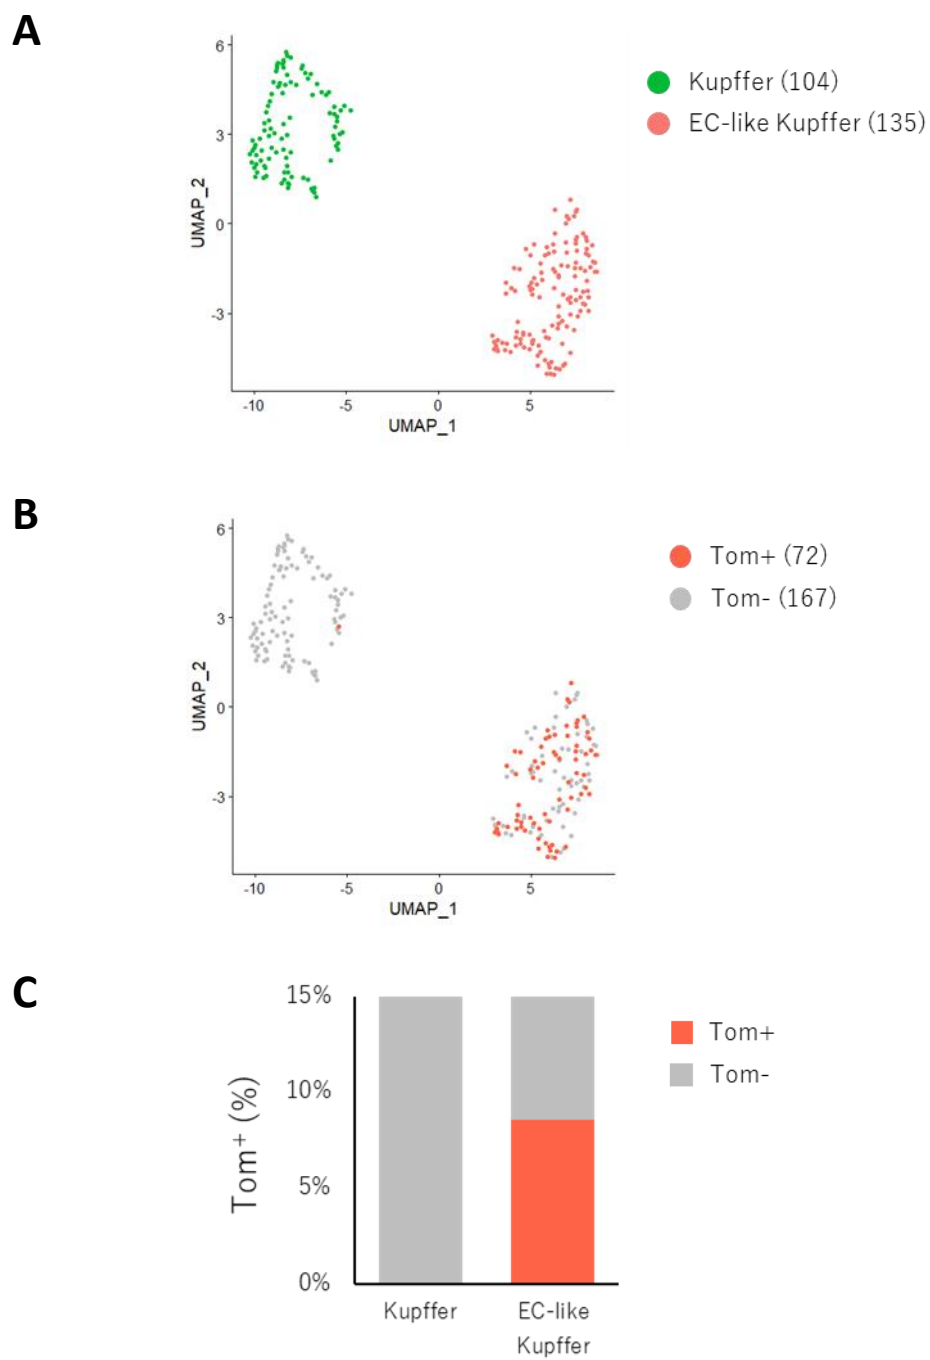 A
6
3
0
-3
UMAP_2
-10 -5 0 5
UMAP_1
Kupffer (104)
EC-like Kupffer (135)
B
6
3
0
-3
UMAP_2
-10 -5 0 5
UMAP_1
Tom+ (72)
Tom- (167)
C
15%
10%
5%
0%
Tom⁺ (%)
Kupffer
EC-like
Kupffer
Tom+
Tom-